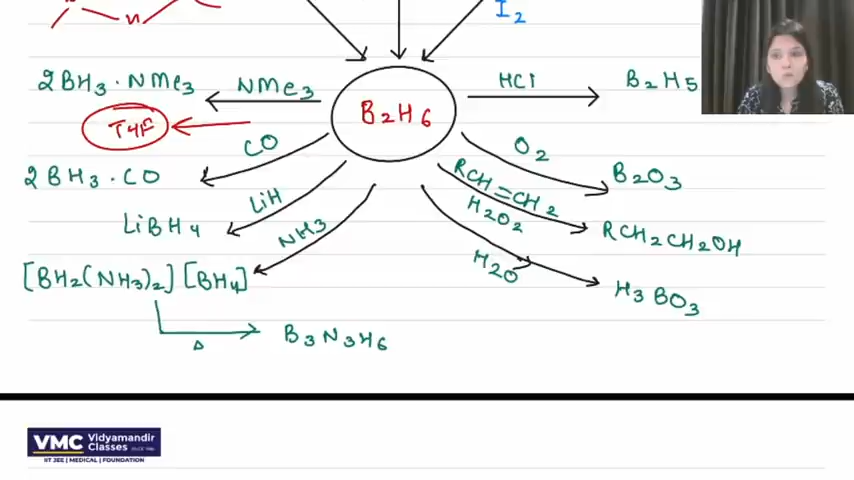 I2
2BH3·NMe3
NMe3
B2H6
HCl
B2H5
THF
CO
O2
2BH3·CO
LiH
RCH=CH2
H2O2
B2O3
LiBH4
NH3
RCH2CH2OH
[BH2(NH3)2][BH4]
H2O
H3BO3
Δ
B3N3H6
VMC Vidyamandir Classes
IIT JEE | MEDICAL | FOUNDATION